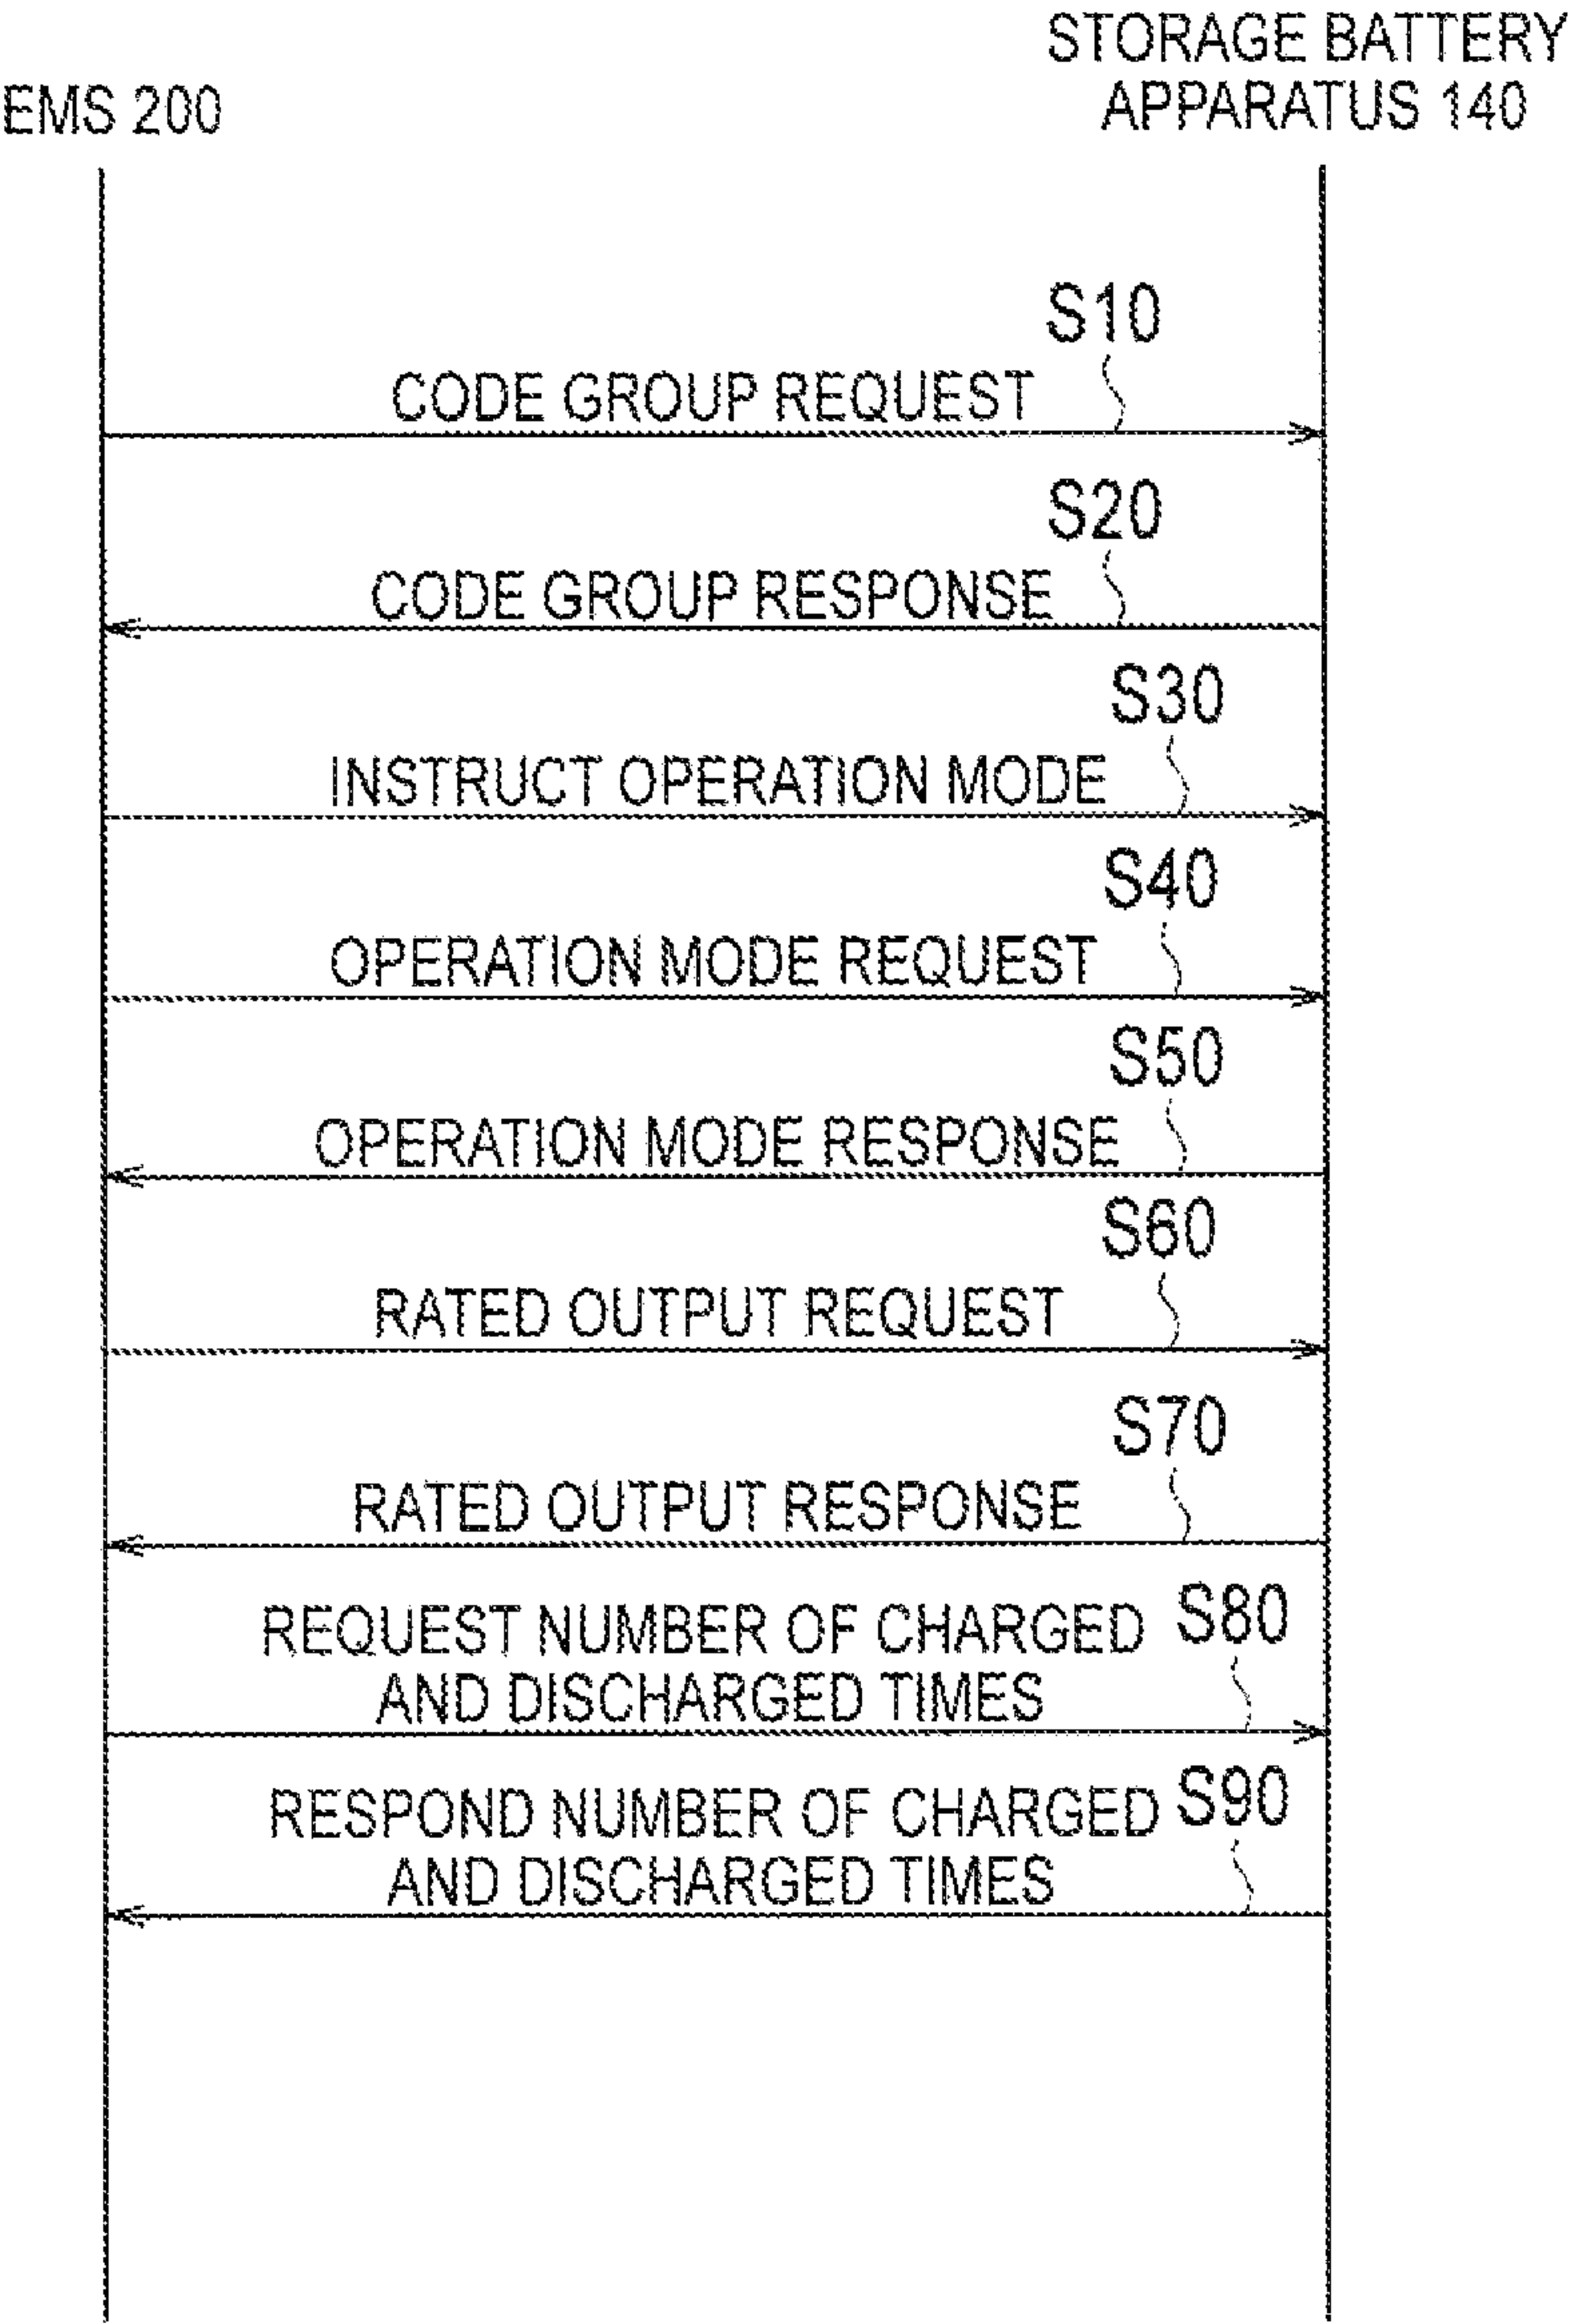 STORAGE BATTERY
APPARATUS 140
EMS 200
S10
CODE GROUP REQUEST
S20
CODE GROUP RESPONSE
S30
INSTRUCT OPERATION MODE
S40
OPERATION MODE REQUEST
S50
OPERATION MODE RESPONSE
S60
RATED OUTPUT REQUEST
S70
RATED OUTPUT RESPONSE
S80
REQUEST NUMBER OF CHARGED
AND DISCHARGED TIMES
S90
RESPOND NUMBER OF CHARGED
AND DISCHARGED TIMES